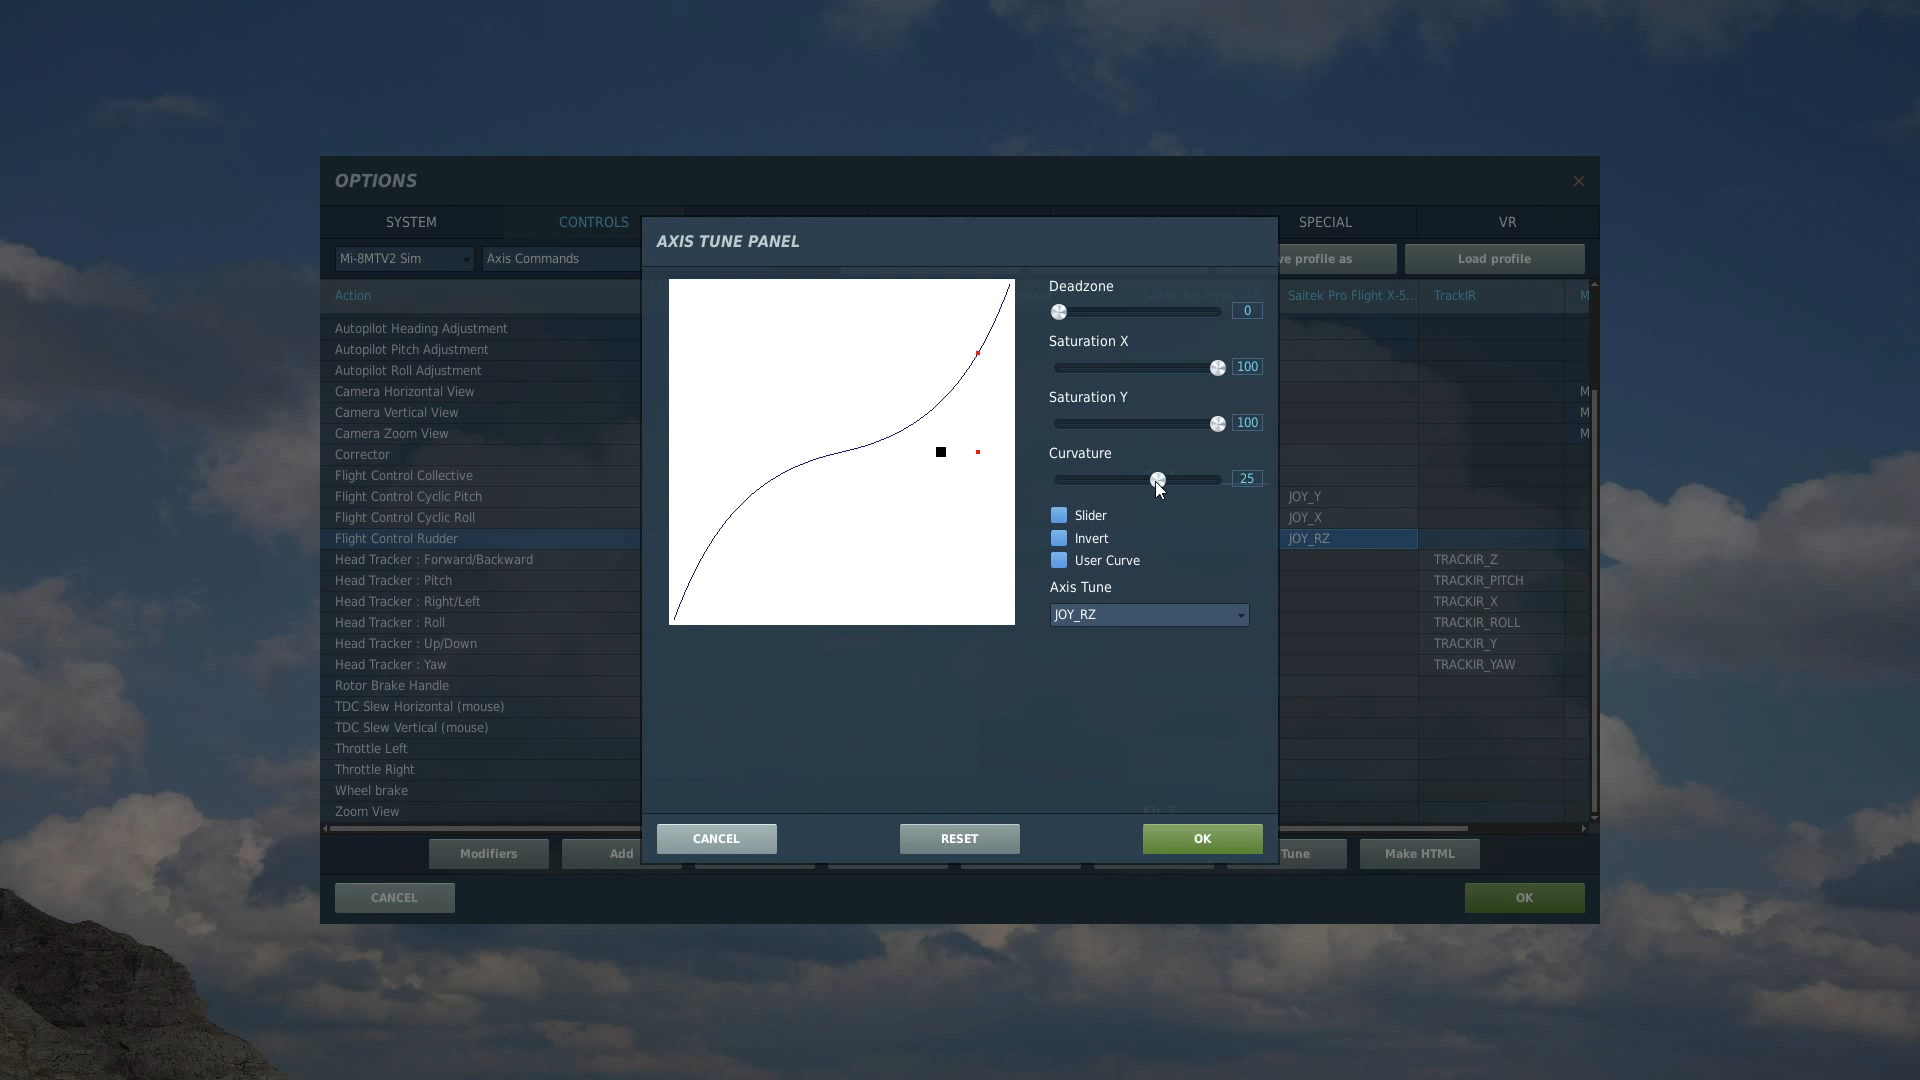 OPTIONS
SYSTEM
CONTROLS
SPECIAL
VR
Mi-8MTV2 Sim
Axis Commands
ve profile as
Load profile
AXIS TUNE PANEL
Action
Saitek Pro Flight X-5...
TrackIR
M
Autopilot Heading Adjustment
Autopilot Pitch Adjustment
Autopilot Roll Adjustment
Camera Horizontal View
M
Camera Vertical View
M
Camera Zoom View
M
Corrector
Flight Control Collective
Flight Control Cyclic Pitch
JOY_Y
Flight Control Cyclic Roll
JOY_X
Flight Control Rudder
JOY_RZ
Head Tracker : Forward/Backward
TRACKIR_Z
Head Tracker : Pitch
TRACKIR_PITCH
Head Tracker : Right/Left
TRACKIR_X
Head Tracker : Roll
TRACKIR_ROLL
Head Tracker : Up/Down
TRACKIR_Y
Head Tracker : Yaw
TRACKIR_YAW
Rotor Brake Handle
TDC Slew Horizontal (mouse)
TDC Slew Vertical (mouse)
Throttle Left
Throttle Right
Wheel brake
Zoom View
JOY_Z
Deadzone
0
Saturation X
100
Saturation Y
100
Curvature
25
Slider
Invert
User Curve
Axis Tune
JOY_RZ
CANCEL
RESET
OK
Modifiers
Add
Tune
Make HTML
CANCEL
OK